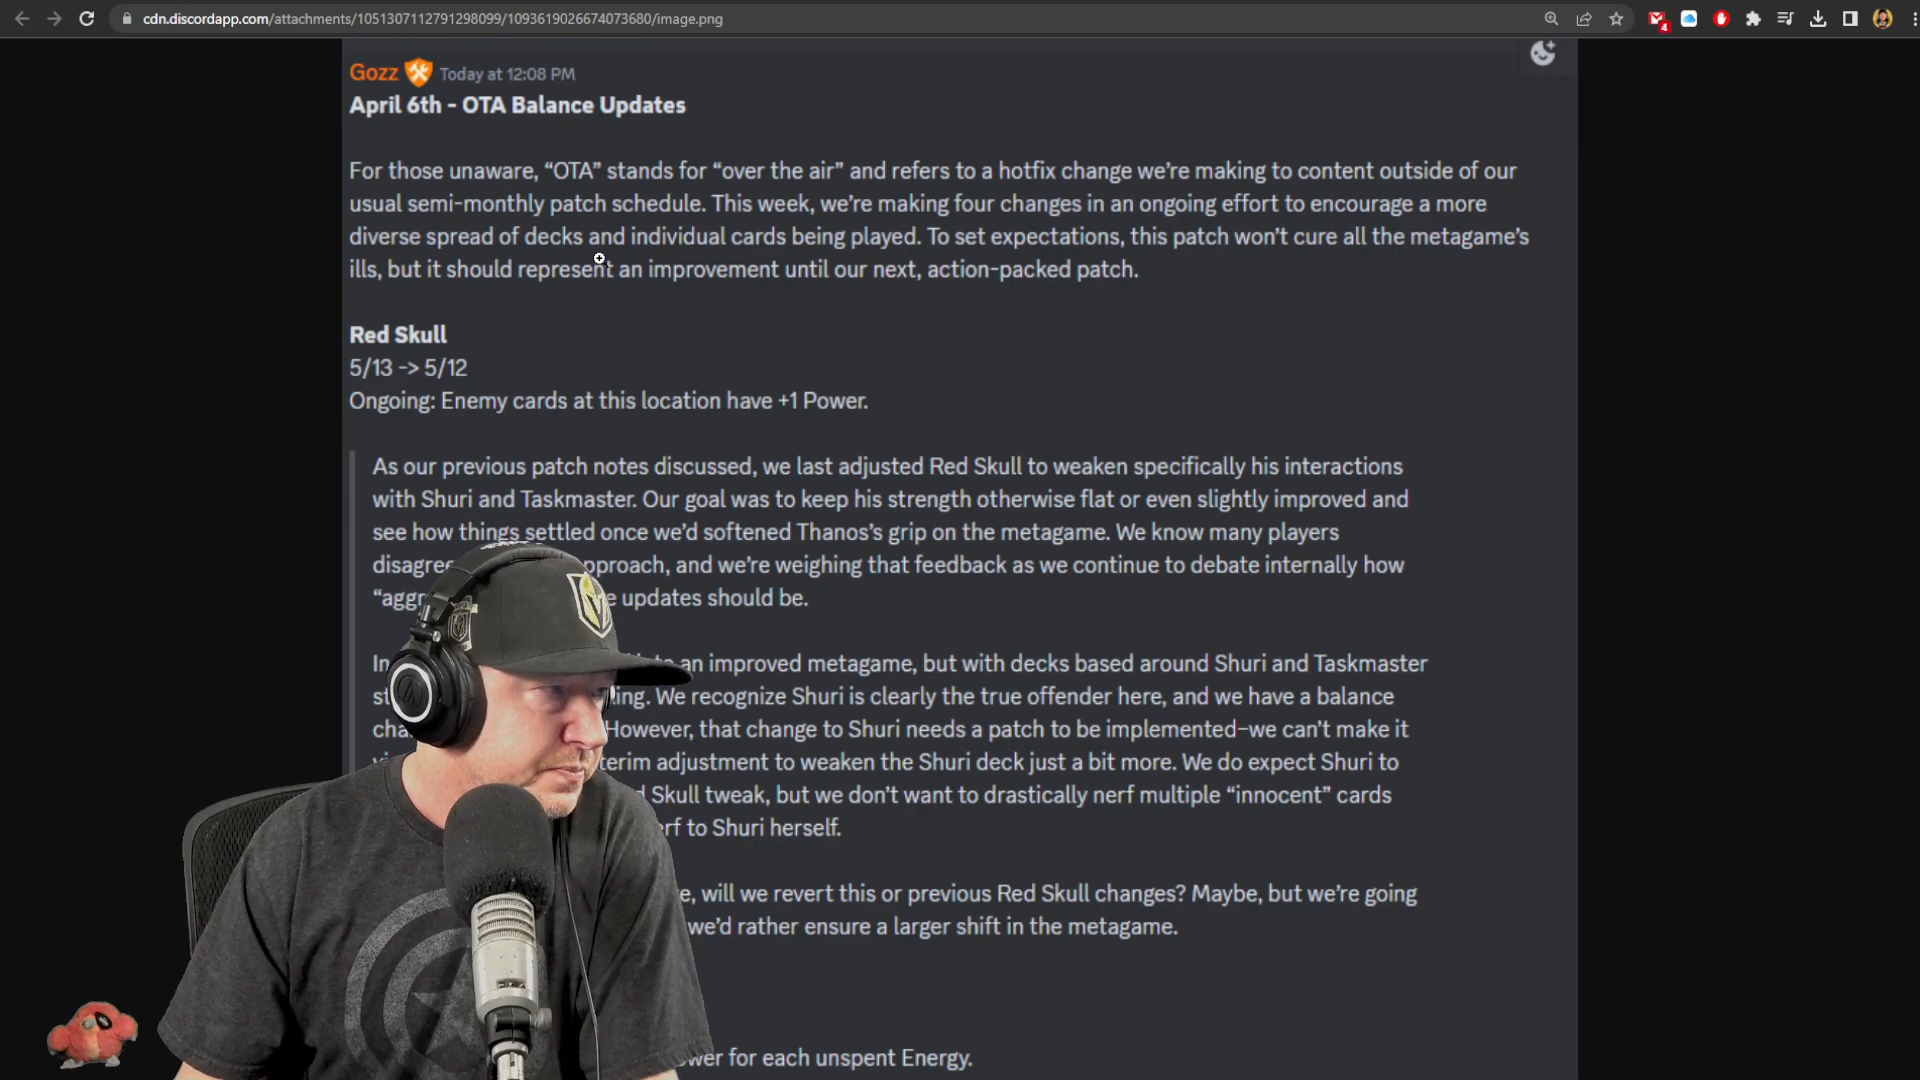 cdn.discordapp.com/attachments/1051307112791298099/1093619026674073680/image.png
4
Gozz Today at 12:08 PM
April 6th - OTA Balance Updates
For those unaware, “OTA” stands for “over the air” and refers to a hotfix change we’re making to content outside of our
usual semi-monthly patch schedule. This week, we’re making four changes in an ongoing effort to encourage a more
diverse spread of decks and individual cards being played. To set expectations, this patch won’t cure all the metagame’s
ills, but it should represent an improvement until our next, action-packed patch.
Red Skull
5/13 -> 5/12
Ongoing: Enemy cards at this location have +1 Power.
As our previous patch notes discussed, we last adjusted Red Skull to weaken specifically his interactions
with Shuri and Taskmaster. Our goal was to keep his strength otherwise flat or even slightly improved and
see how things settled once we’d softened Thanos’s grip on the metagame. We know many players
and we’re weighing that feedback as we continue to debate internally how
updates should be.
an improved metagame, but with decks based around Shuri and Taskmaster
We recognize Shuri is clearly the true offender here, and we have a balance
However, that change to Shuri needs a patch to be implemented–we can’t make it
adjustment to weaken the Shuri deck just a bit more. We do expect Shuri to
Skull tweak, but we don’t want to drastically nerf multiple “innocent” cards
to Shuri herself.
will we revert this or previous Red Skull changes? Maybe, but we’re going
we’d rather ensure a larger shift in the metagame.
for each unspent Energy.